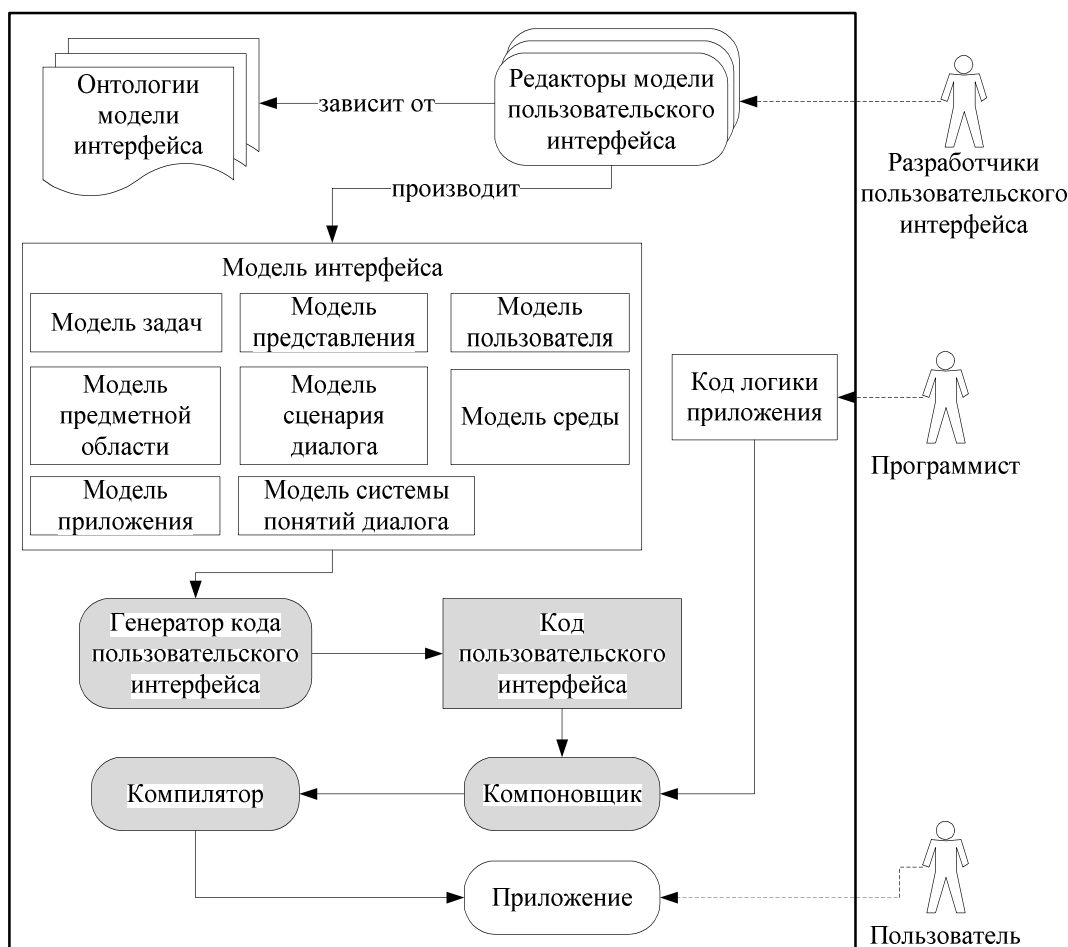 Онтологии
модели
интерфейса
зависит от
Редакторы модели
пользовательского
интерфейса
Разработчики
пользовательского
интерфейса
производит
Модель интерфейса
Модель задач
Модель
представления
Модель
пользователя
Модель
предметной
области
Модель
сценария
диалога
Модель среды
Модель
приложения
Модель системы
понятий диалога
Код логики
приложения
Программист
Генератор кода
пользовательского
интерфейса
Код
пользовательского
интерфейса
Компилятор
Компоновщик
Приложение
Пользователь